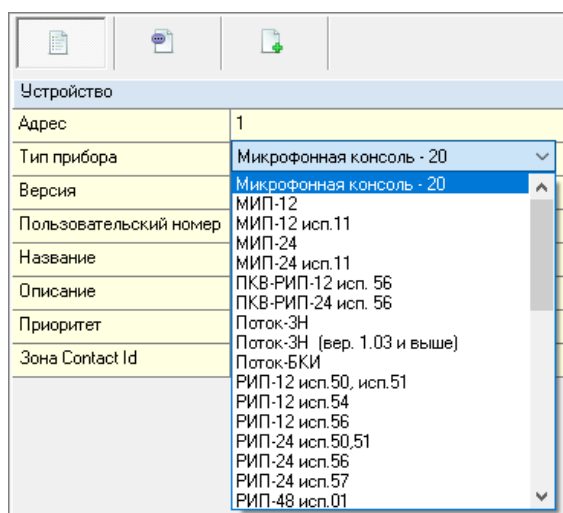 Устройство
Адрес 1
Тип прибора Микрофонная консоль - 20
Версия Микрофонная консоль - 20
МИП-12
Пользовательский номер МИП-12 исп.11
МИП-24
Название МИП-24 исп.11
ПКВ-РИП-12 исп. 56
Описание ПКВ-РИП-24 исп. 56
Приоритет Поток-3Н
Поток-3Н (вер. 1.03 и выше)
Зона Contact Id Поток-БКИ
РИП-12 исп.50, исп.51
РИП-12 исп.54
РИП-12 исп.56
РИП-24 исп.50,51
РИП-24 исп.56
РИП-24 исп.57
РИП-48 исп.01